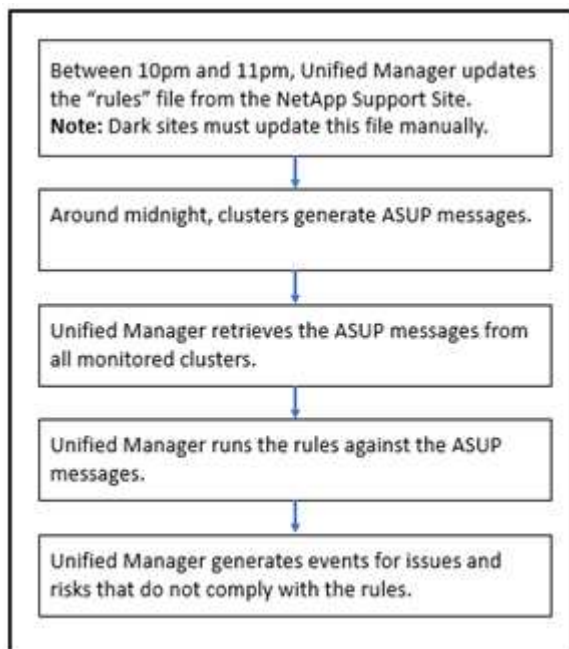 Between 10pm and 11pm, Unified Manager updates
the “rules” file from the NetApp Support Site.
Note: Dark sites must update this file manually.
Around midnight, clusters generate ASUP messages.
Unified Manager retrieves the ASUP messages from
all monitored clusters.
Unified Manager runs the rules against the ASUP
messages.
Unified Manager generates events for issues and
risks that do not comply with the rules.